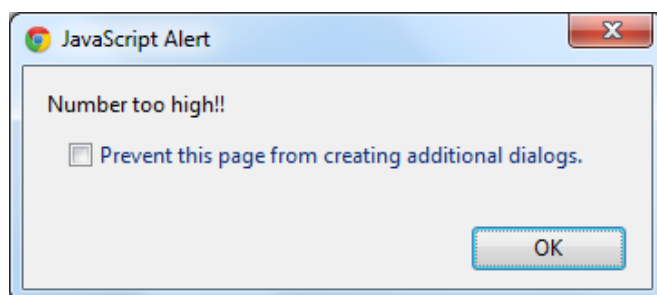 JavaScript Alert
Number too high!!
Prevent this page from creating additional dialogs.
OK